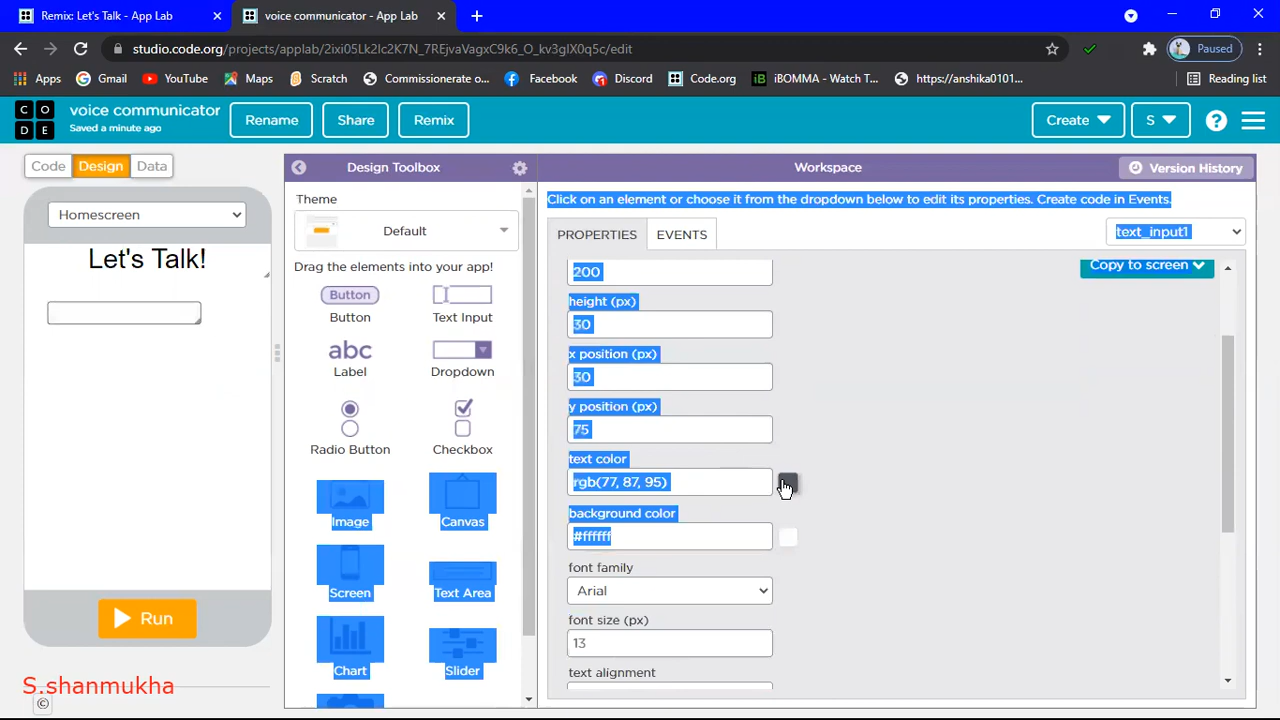 Remix: Let's Talk - App Lab
voice communicator - App Lab
studio.code.org/projects/applab/2ixi05Lk2lc2K7N_7REjvaVagxC9k6_O_kv3glX0q5c/edit
Paused
Apps
Gmail
YouTube
Maps
Scratch
Commissionerate o...
Facebook
Discord
Code.org
iBOMMA - Watch T...
https://anshika0101...
Reading list
CODE
voice communicator
Saved a minute ago
Rename
Share
Remix
Create
S
?
Code
Design
Data
Design Toolbox
Workspace
Version History
Homescreen
Let's Talk!
Run
Theme
Default
Drag the elements into your app!
Button
Button
Text Input
abc
Label
Dropdown
Radio Button
Checkbox
Image
Canvas
Screen
Text Area
Chart
Slider
Click on an element or choose it from the dropdown below to edit its properties. Create code in Events.
PROPERTIES
EVENTS
text_input1
Copy to screen
200
height (px)
30
x position (px)
30
y position (px)
75
text color
rgb(77, 87, 95)
background color
#ffffff
font family
Arial
font size (px)
13
text alignment
S.shanmukha
©